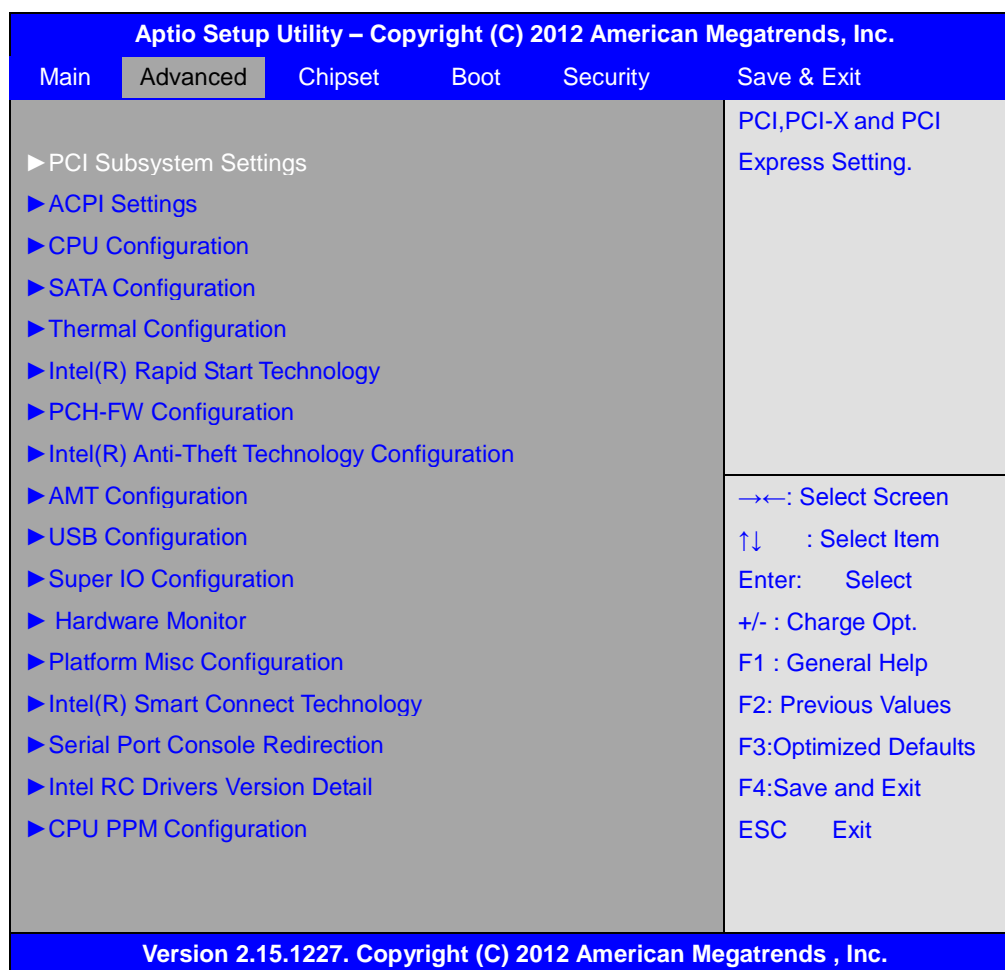 Aptio Setup Utility – Copyright (C) 2012 American Megatrends, Inc.
Main Advanced Chipset Boot Security Save & Exit
►PCI Subsystem Settings
►ACPI Settings
►CPU Configuration
►SATA Configuration
►Thermal Configuration
►Intel(R) Rapid Start Technology
►PCH-FW Configuration
►Intel(R) Anti-Theft Technology Configuration
►AMT Configuration
►USB Configuration
►Super IO Configuration
► Hardware Monitor
►Platform Misc Configuration
►Intel(R) Smart Connect Technology
►Serial Port Console Redirection
►Intel RC Drivers Version Detail
►CPU PPM Configuration
PCI,PCI-X and PCI
Express Setting.
→←: Select Screen
↑↓ : Select Item
Enter: Select
+/- : Charge Opt.
F1 : General Help
F2: Previous Values
F3:Optimized Defaults
F4:Save and Exit
ESC Exit
Version 2.15.1227. Copyright (C) 2012 American Megatrends , Inc.